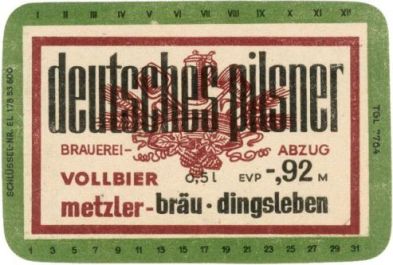 I II III IV V VI VII VIII IX X XI XII
deutsches pilsner
BRAUEREI- ABZUG
VOLLBIER 0,5 l EVP -,92 M
metzler-bräu · dingsleben
1 3 5 7 9 11 13 15 17 19 21 23 25 27 29 31
SCHLÜSSEL-NR. EL 178 53 600
TGL 7764